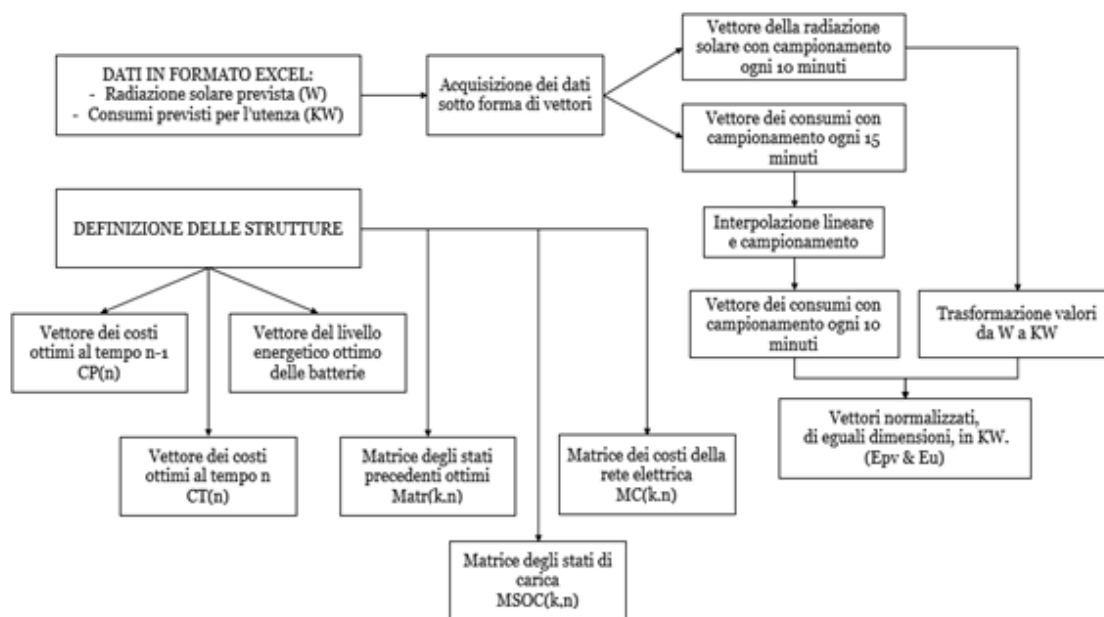 DATI IN FORMATO EXCEL:
- Radiazione solare prevista (W)
- Consumi previsti per l'utenza (KW)
Acquisizione dei dati
sotto forma di vettori
Vettore della radiazione
solare con campionamento
ogni 10 minuti
Vettore dei consumi con
campionamento ogni 15
minuti
Interpolazione lineare
e campionamento
Vettore dei consumi con
campionamento ogni 10
minuti
Trasformazione valori
da W a KW
Vettori normalizzati,
di eguali dimensioni, in KW.
(Epv & Eu)
DEFINIZIONE DELLE STRUTTURE
Vettore dei costi
ottimi al tempo n-1
CP(n)
Vettore del livello
energetico ottimo
delle batterie
Vettore dei costi
ottimi al tempo n
CT(n)
Matrice degli stati
precedenti ottimi
Matr(k,n)
Matrice dei costi della
rete elettrica
MC(k,n)
Matrice degli stati di
carica
MSOC(k,n)